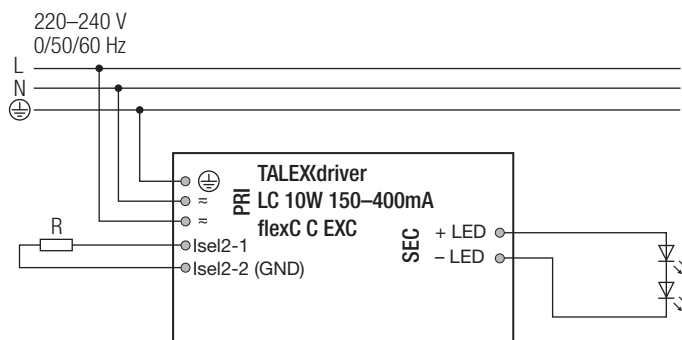 220–240 V
0/50/60 Hz
L
N
TALEXXdriver
LC 10W 150–400mA
flexC C EXC
PRI
≈
≈
R
Isel2-1
Isel2-2 (GND)
SEC
+ LED
– LED